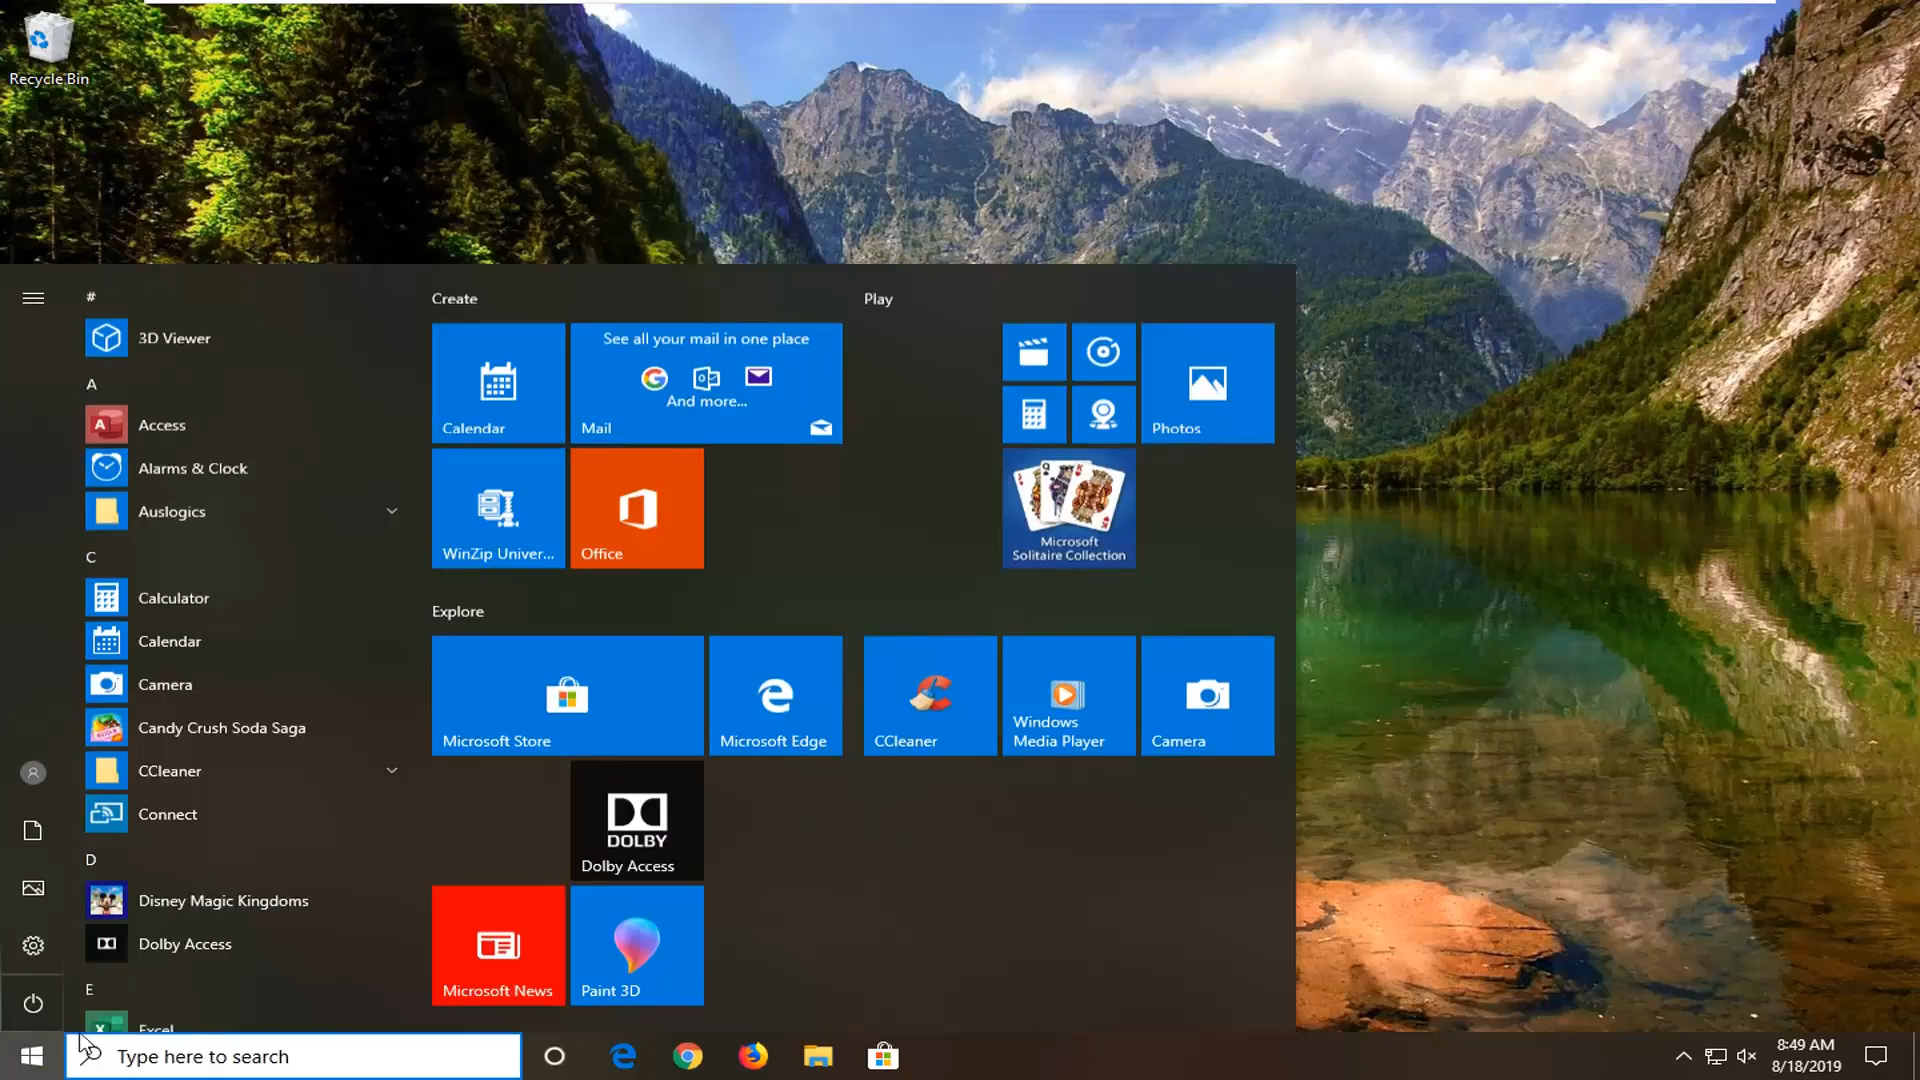 Recycle Bin
#
3D Viewer
A
Access
Alarms & Clock
Auslogics
C
Calculator
Calendar
Camera
Candy Crush Soda Saga
CCleaner
Connect
D
Disney Magic Kingdoms
Dolby Access
E
Excel
Create
Calendar
See all your mail in one place
And more...
Mail
WinZip Univer...
Office
Explore
Microsoft Store
Microsoft Edge
DOLBY
Dolby Access
Microsoft News
Paint 3D
Play
Photos
Microsoft
Solitaire Collection
CCleaner
Windows
Media Player
Camera
Type here to search
8:49 AM
8/18/2019